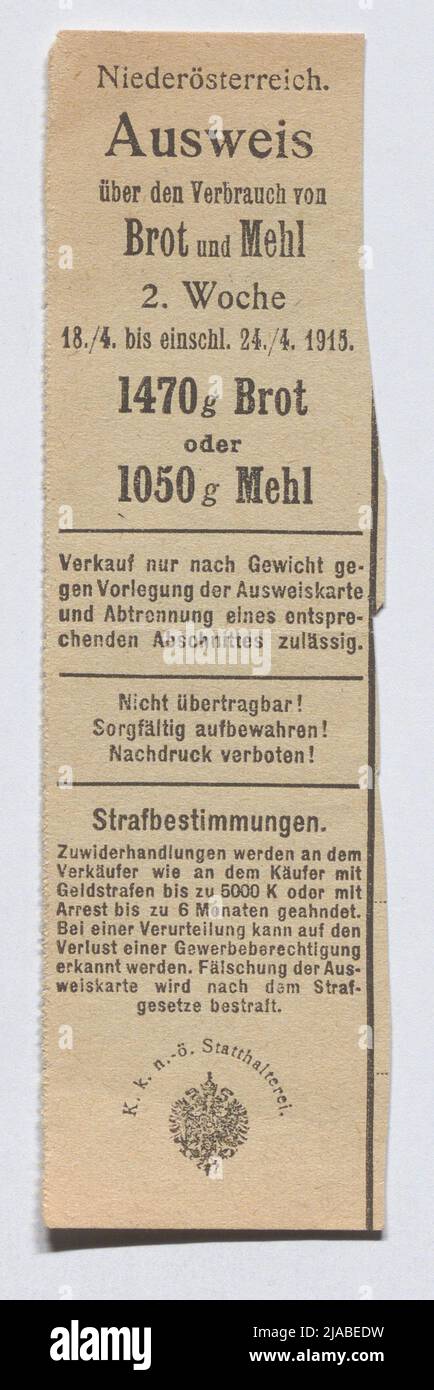 Niederösterreich.
Ausweis
über den Verbrauch von
Brot und Mehl
2. Woche
18./4. bis einschl. 24./4. 1915.
1470g Brot
oder
1050g Mehl
Verkauf nur nach Gewicht ge-
gen Vorlegung der Ausweiskarte
und Abtrennung eines entspre-
chenden Abschnittes zulässig.
Nicht übertragbar!
Sorgfältig aufbewahren!
Nachdruck verboten!
Strafbestimmungen.
Zuwiderhandlungen werden an dem
Verkäufer wie an dem Käufer mit
Geldstrafen bis zu 5000 K oder mit
Arrest bis zu 6 Monaten geahndet.
Bei einer Verurteilung kann auf den
Verlust einer Gewerbeberechtigung
erkannt werden. Fälschung der Aus-
weiskarte wird nach dem Straf-
gesetze bestraft.
K. k. n.-ö. Statthalterei.
a
alamy
a
alamy
Image ID: 2JABEDW
www.alamy.com